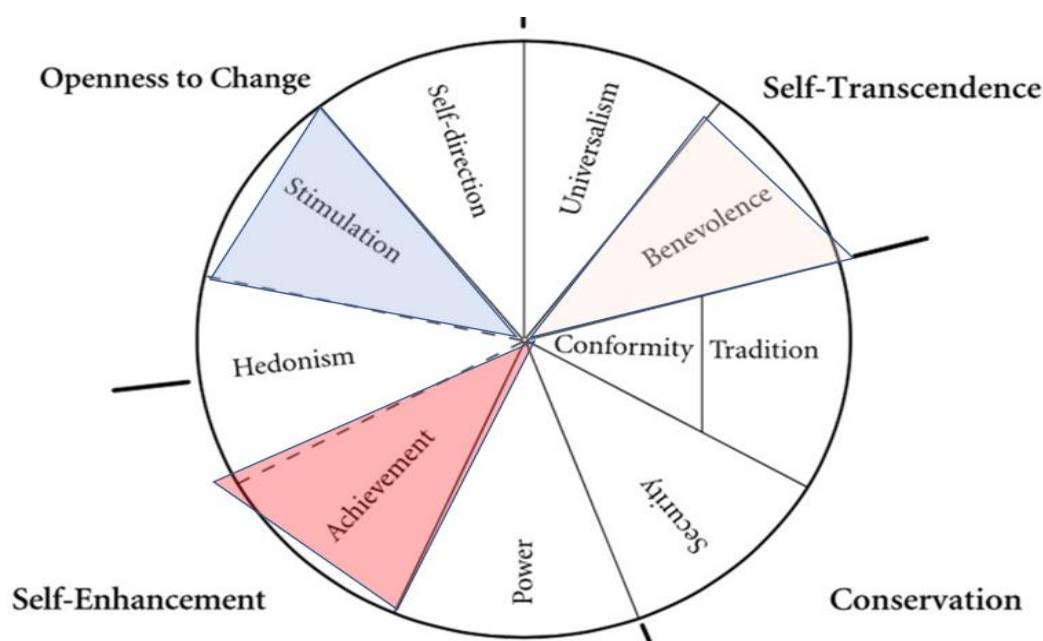 Openness to Change
Self-Transcendence
Self-direction
Universalism
Stimulation
Benevolence
Hedonism
Conformity
Tradition
Achievement
Security
Power
Self-Enhancement
Conservation